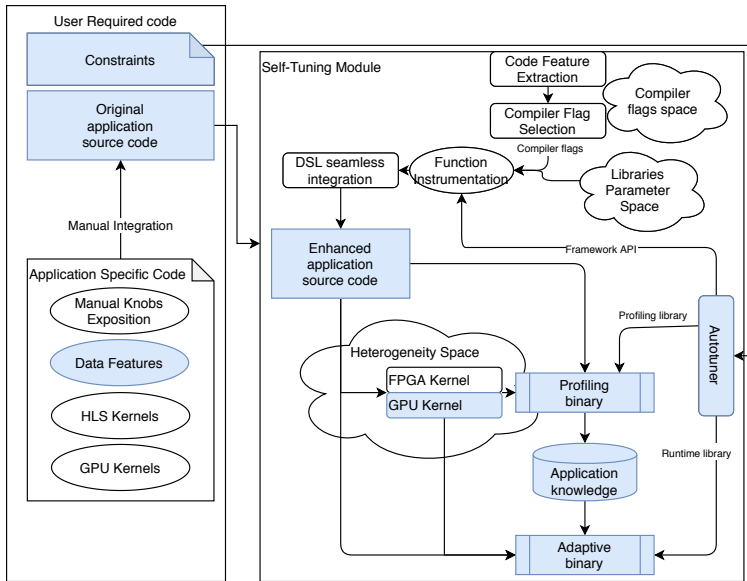 User Required code
Constraints
Original
application
source code
Manual Integration
Application Specific Code
Manual Knobs
Exposition
Data Features
HLS Kernels
GPU Kernels
Self-Tuning Module
Code Feature
Extraction
Compiler Flag
Selection
Compiler
flags space
Compiler flags
DSL seamless
integration
Function
Instrumentation
Libraries
Parameter
Space
Enhanced
application
source code
Framework API
Profiling library
Autotuner
Heterogeneity Space
FPGA Kernel
GPU Kernel
Profiling
binary
Application
knowledge
Runtime library
Adaptive
binary